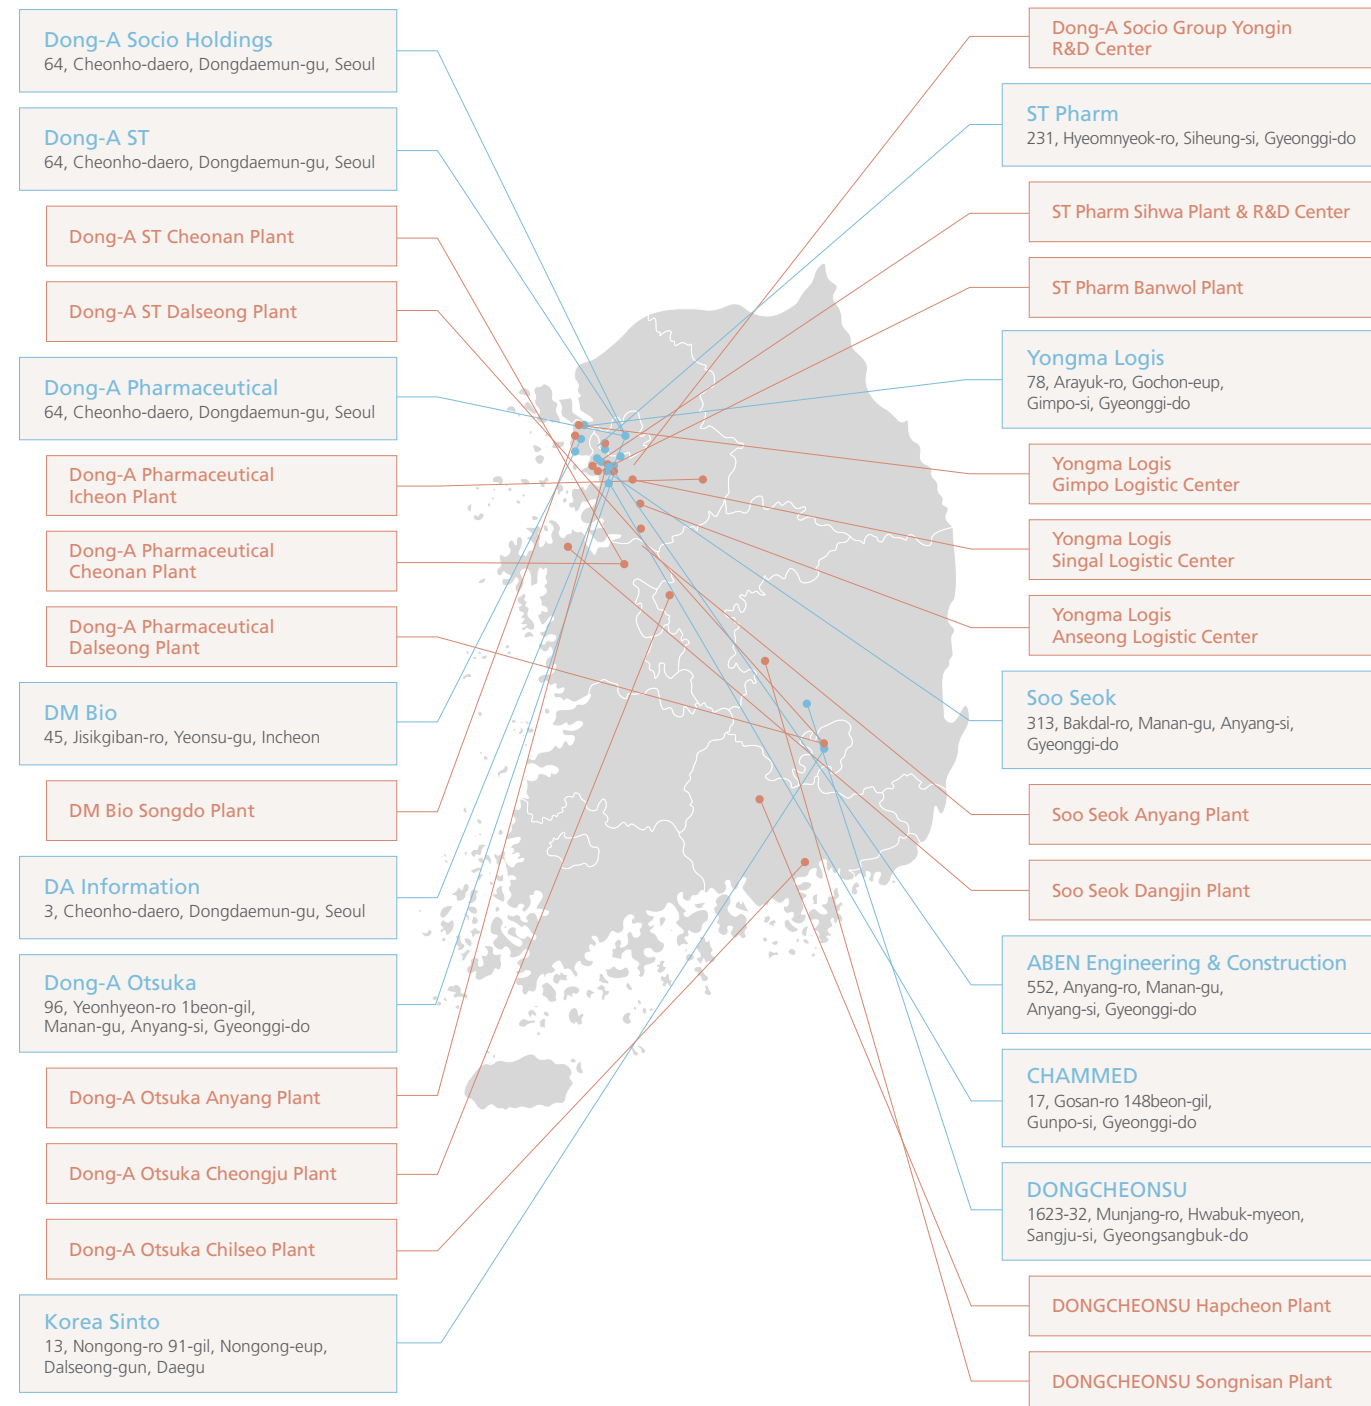 Dong-A Socio Holdings
64, Cheonho-daero, Dongdaemun-gu, Seoul
Dong-A ST
64, Cheonho-daero, Dongdaemun-gu, Seoul
Dong-A ST Cheonan Plant
Dong-A ST Dalseong Plant
Dong-A Pharmaceutical
64, Cheonho-daero, Dongdaemun-gu, Seoul
Dong-A Pharmaceutical
Icheon Plant
Dong-A Pharmaceutical
Cheonan Plant
Dong-A Pharmaceutical
Dalseong Plant
DM Bio
45, Jisikgiban-ro, Yeonsu-gu, Incheon
DM Bio Songdo Plant
DA Information
3, Cheonho-daero, Dongdaemun-gu, Seoul
Dong-A Otsuka
96, Yeonhyeon-ro 1beon-gil,
Manan-gu, Anyang-si, Gyeonggi-do
Dong-A Otsuka Anyang Plant
Dong-A Otsuka Cheongju Plant
Dong-A Otsuka Chilseo Plant
Korea Sinto
13, Nongong-ro 91-gil, Nongong-eup,
Dalseong-gun, Daegu
Dong-A Socio Group Yongin
R&D Center
ST Pharm
231, Hyeomnyeok-ro, Siheung-si, Gyeonggi-do
ST Pharm Sihwa Plant & R&D Center
ST Pharm Banwol Plant
Yongma Logis
78, Arayuk-ro, Gochon-eup,
Gimpo-si, Gyeonggi-do
Yongma Logis
Gimpo Logistic Center
Yongma Logis
Singal Logistic Center
Yongma Logis
Anseong Logistic Center
Soo Seok
313, Bakdal-ro, Manan-gu, Anyang-si,
Gyeonggi-do
Soo Seok Anyang Plant
Soo Seok Dangjin Plant
ABEN Engineering & Construction
552, Anyang-ro, Manan-gu,
Anyang-si, Gyeonggi-do
CHAMMED
17, Gosan-ro 148beon-gil,
Gunpo-si, Gyeonggi-do
DONGCHEONSU
1623-32, Munjang-ro, Hwabuk-myeon,
Sangju-si, Gyeongsangbuk-do
DONGCHEONSU Hapcheon Plant
DONGCHEONSU Songnisan Plant